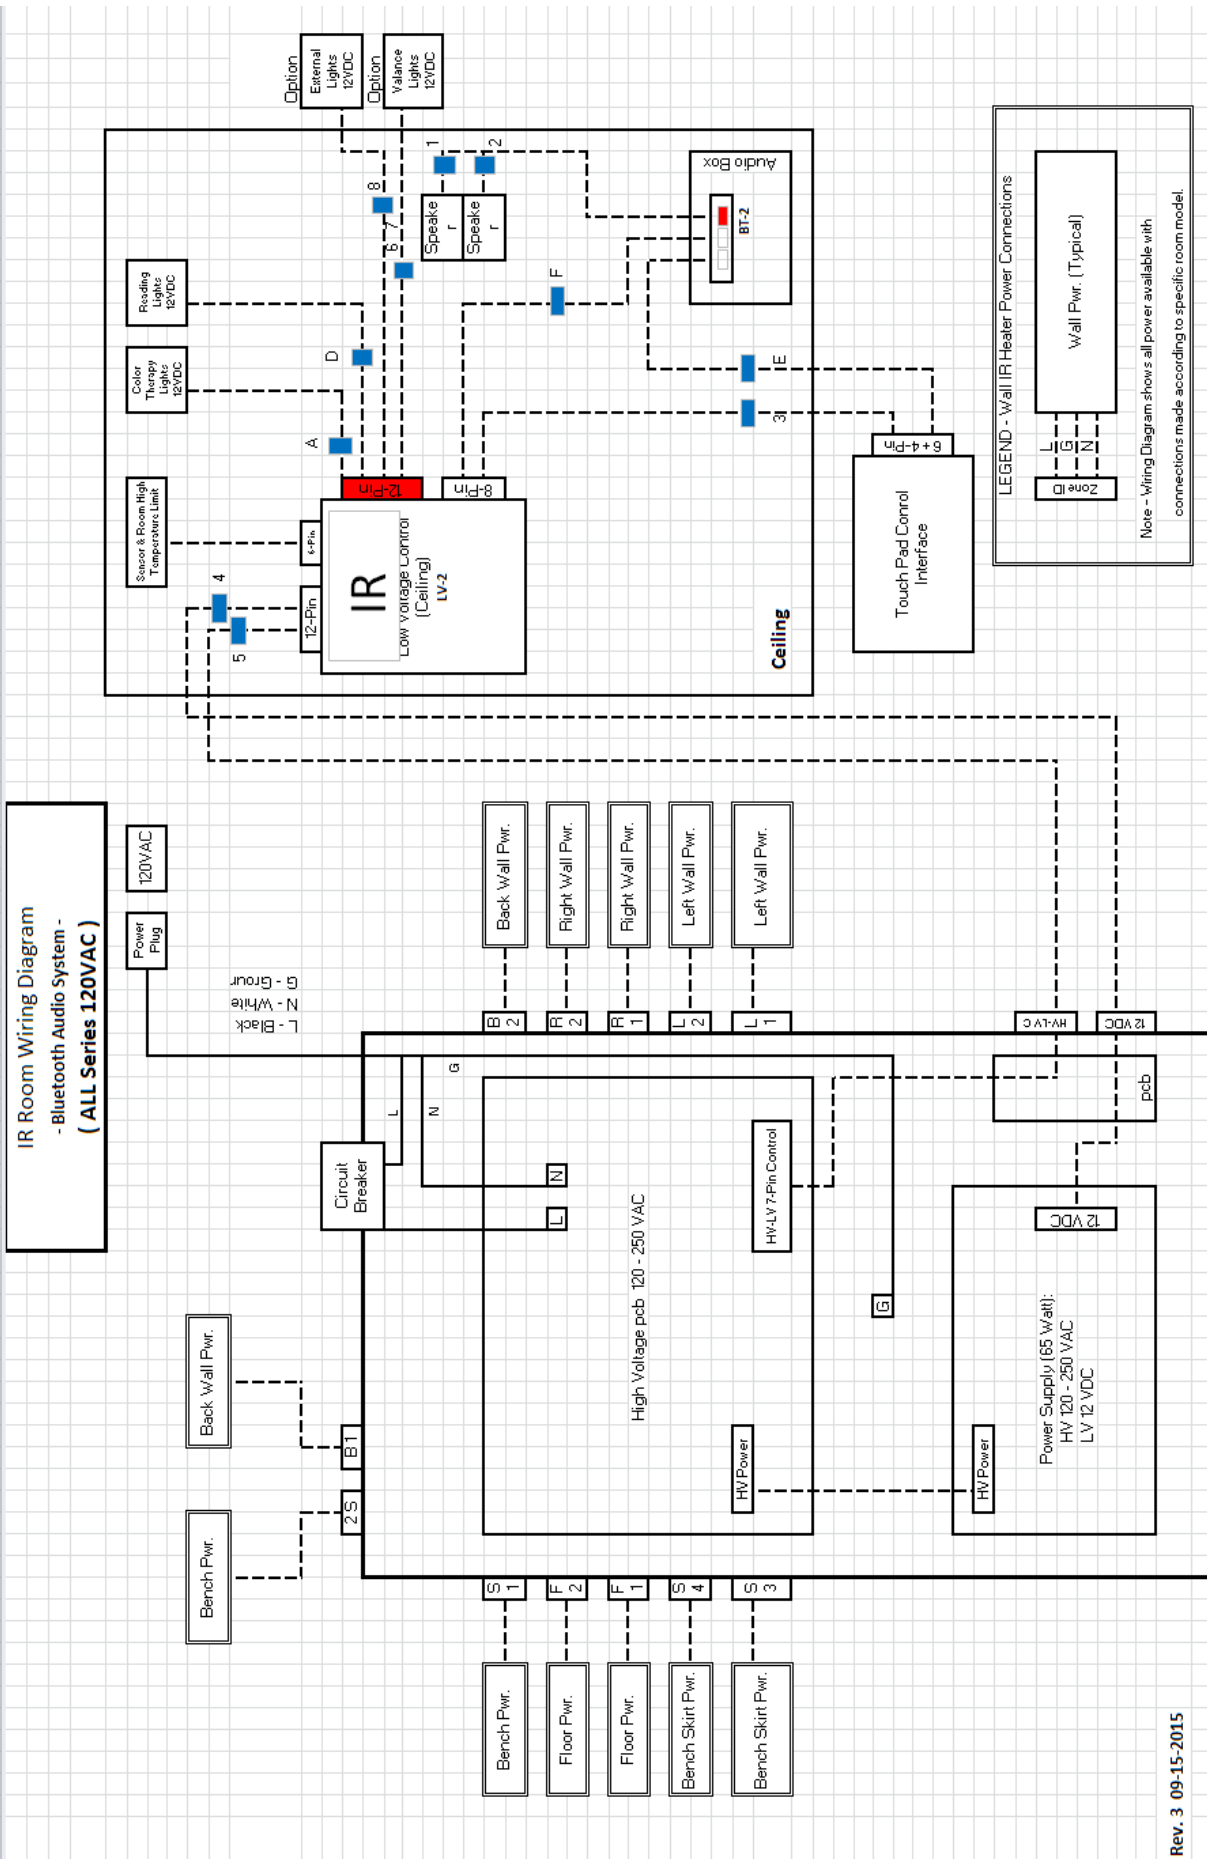 IR Room Wiring Diagram
- Bluetooth Audio System -
( ALL Series 120VAC )
Power
Plug
120VAC
L - Black
N - White
G - Groun
Bench Pwr.
Back Wall Pwr.
2 S
B 1
Circuit
Breaker
L
N
G
L
N
High Voltage pcb  120 - 250 VAC
HV Power
HV-LV 7-Pin Control
G
HV Power
Power Supply (65 Watt):
HV 120 - 250 VAC
LV 12 VDC
12 VDC
pcb
HV-LV C
12 VDC
Bench Pwr.
S
1
Floor Pwr.
F
2
Floor Pwr.
F
1
Bench Skirt Pwr.
S
4
Bench Skirt Pwr.
S
3
B
2
Back Wall Pwr.
R
2
Right Wall Pwr.
R
1
Right Wall Pwr.
L
2
Left Wall Pwr.
L
1
Left Wall Pwr.
Sensor & Room High
Temperature Limit
Color
Therapy
Lights
12VDC
Reading
Lights
12VDC
Option
External
Lights
12VDC
Option
Valance
Lights
12VDC
5
4
12-Pin
6-Pin
A
D
8
7
6
1
2
IR
Low Voltage Control
(Ceiling)
LV-2
12-Pin
8-Pin
Speake
r
Speake
r
F
3
E
Audio Box
BT-2
Ceiling
Touch Pad Conrol
Interface
6+4-Pin
LEGEND - Wall IR Heater Power Connections
Zone ID
L
G
N
Wall Pwr. (Typical)
Note - Wiring Diagram shows all power available with
connections made according to specific room model.
Rev. 3  09-15-2015